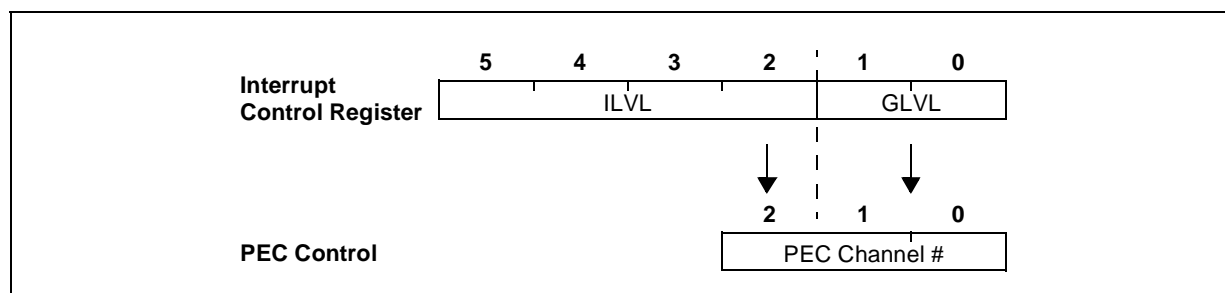 5 4 3 2 1 0
Interrupt
Control Register
ILVL GLVL
2 1 0
PEC Control PEC Channel #